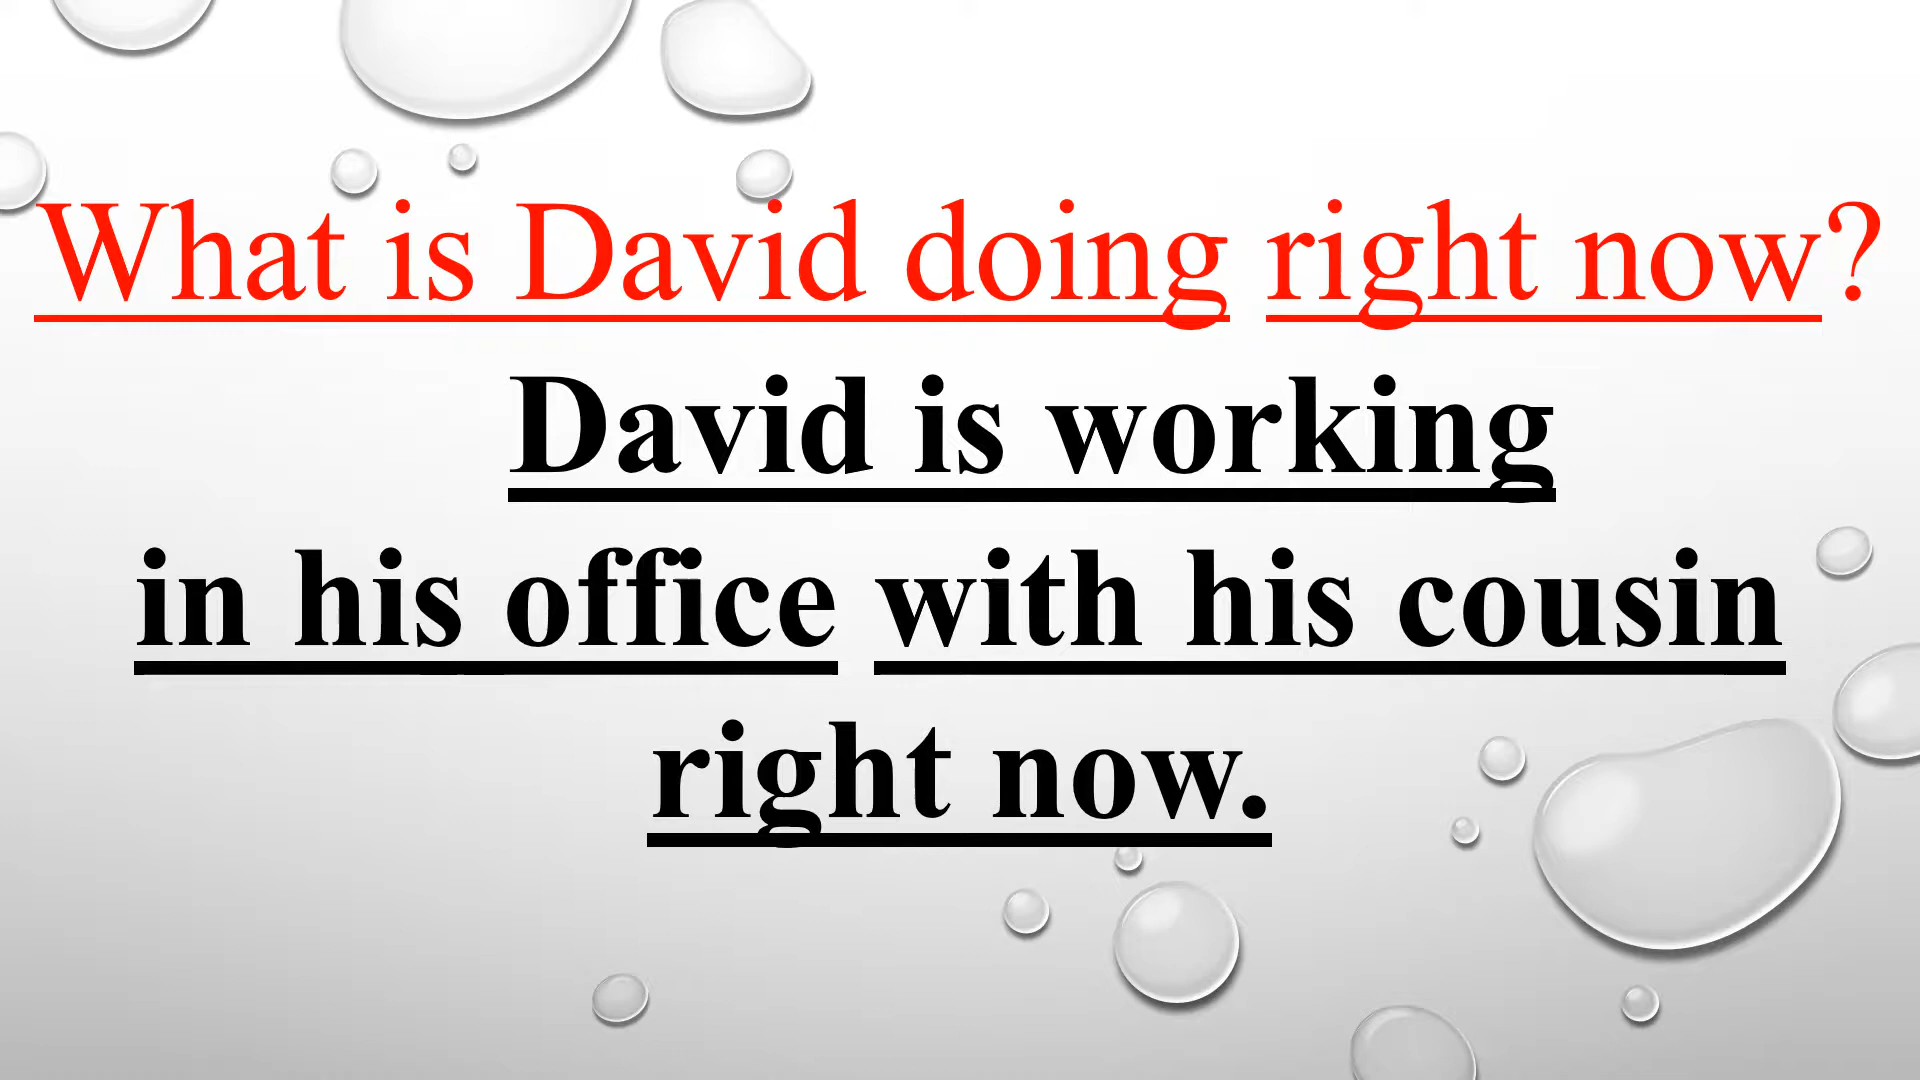 What is David doing right now?
David is working
in his office with his cousin
right now.